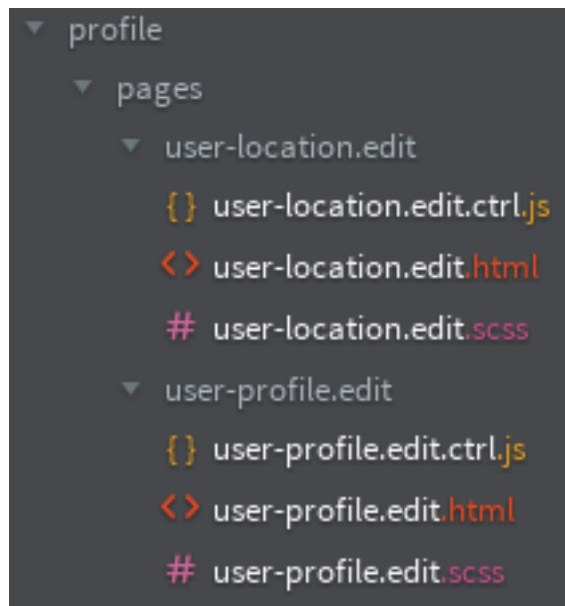 profile
pages
user-location.edit
{} user-location.edit.ctrl.js
<> user-location.edit.html
# user-location.edit.scss
user-profile.edit
{} user-profile.edit.ctrl.js
<> user-profile.edit.html
# user-profile.edit.scss